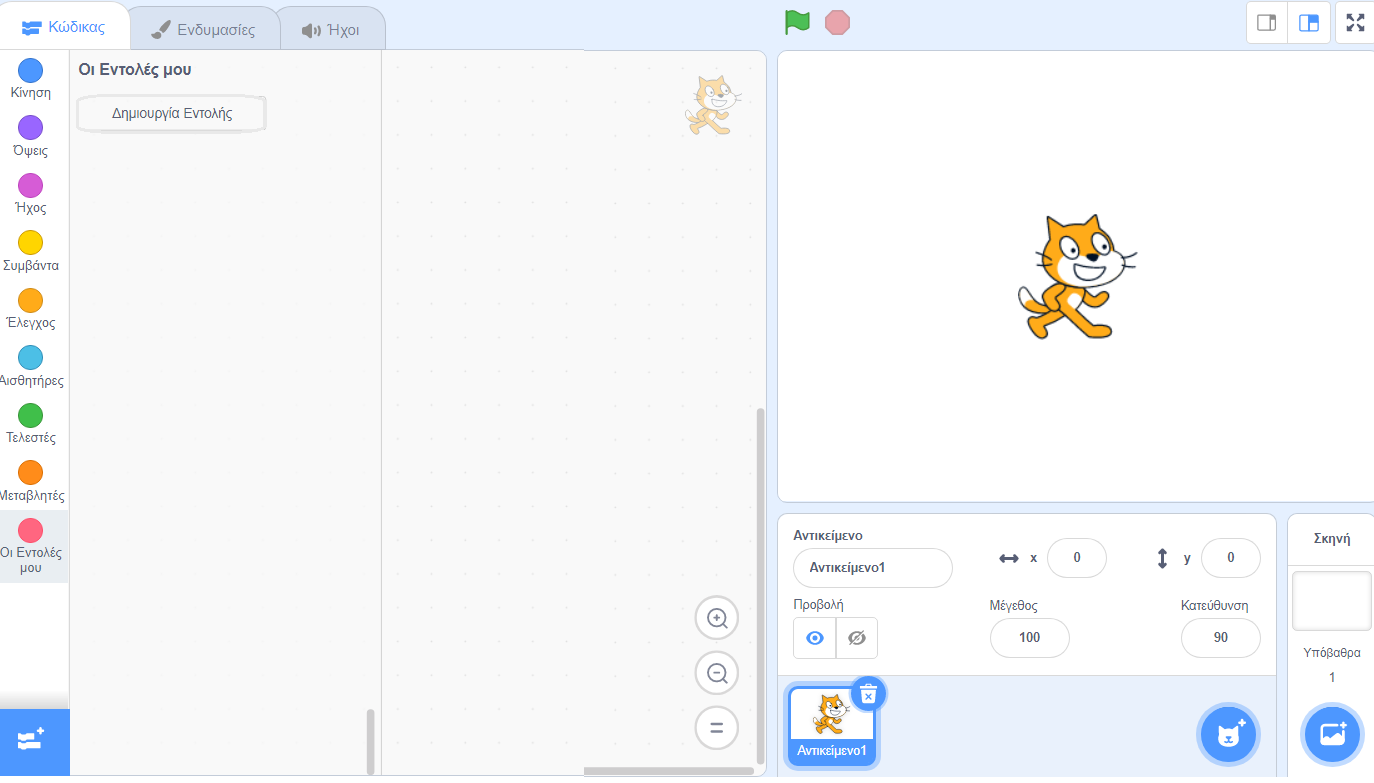 Κώδικας
Ενδυμασίες
Ήχοι
Κίνηση
Όψεις
Ήχος
Συμβάντα
Έλεγχος
Αισθητήρες
Τελεστές
Μεταβλητές
Οι Εντολές
μου
Οι Εντολές μου
Δημιουργία Εντολής
Αντικείμενο
Αντικείμενο1
x
0
y
0
Προβολή
Μέγεθος
100
Κατεύθυνση
90
Αντικείμενο1
Σκηνή
Υπόβαθρα
1